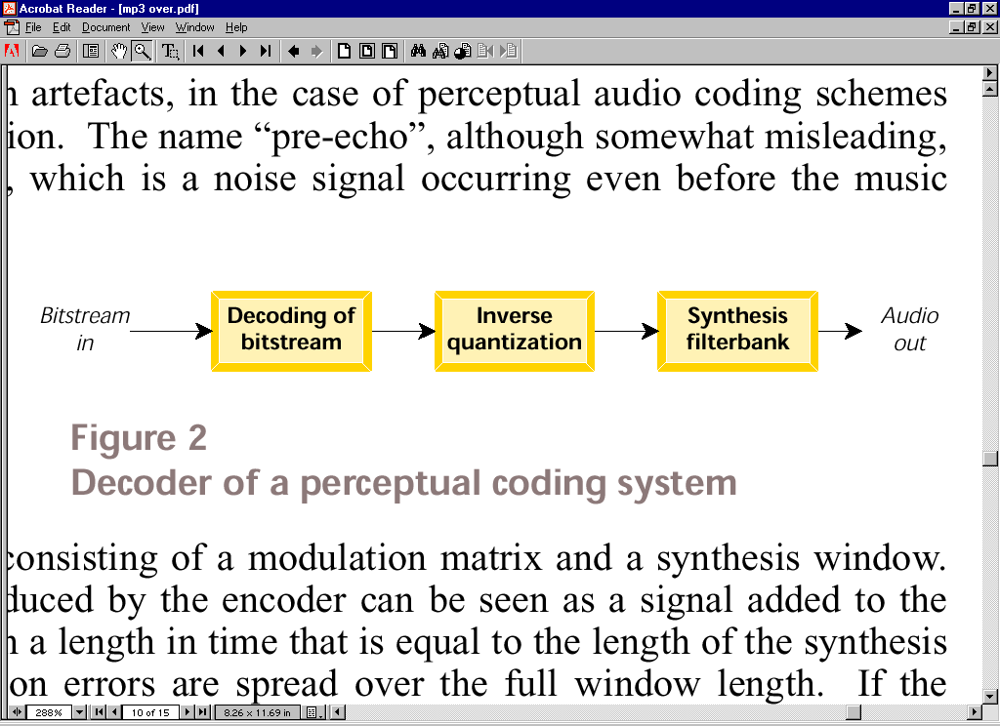 Acrobat Reader - [mp3 over.pdf]
File Edit Document View Window Help
artefacts, in the case of perceptual audio coding schemes
ion. The name “pre-echo”, although somewhat misleading,
, which is a noise signal occurring even before the music
Bitstream
in
Decoding of
bitstream
Inverse
quantization
Synthesis
filterbank
Audio
out
Figure 2
Decoder of a perceptual coding system
consisting of a modulation matrix and a synthesis window.
duced by the encoder can be seen as a signal added to the
a length in time that is equal to the length of the synthesis
on errors are spread over the full window length. If the
288% 10 of 15 8.26 x 11.69 in